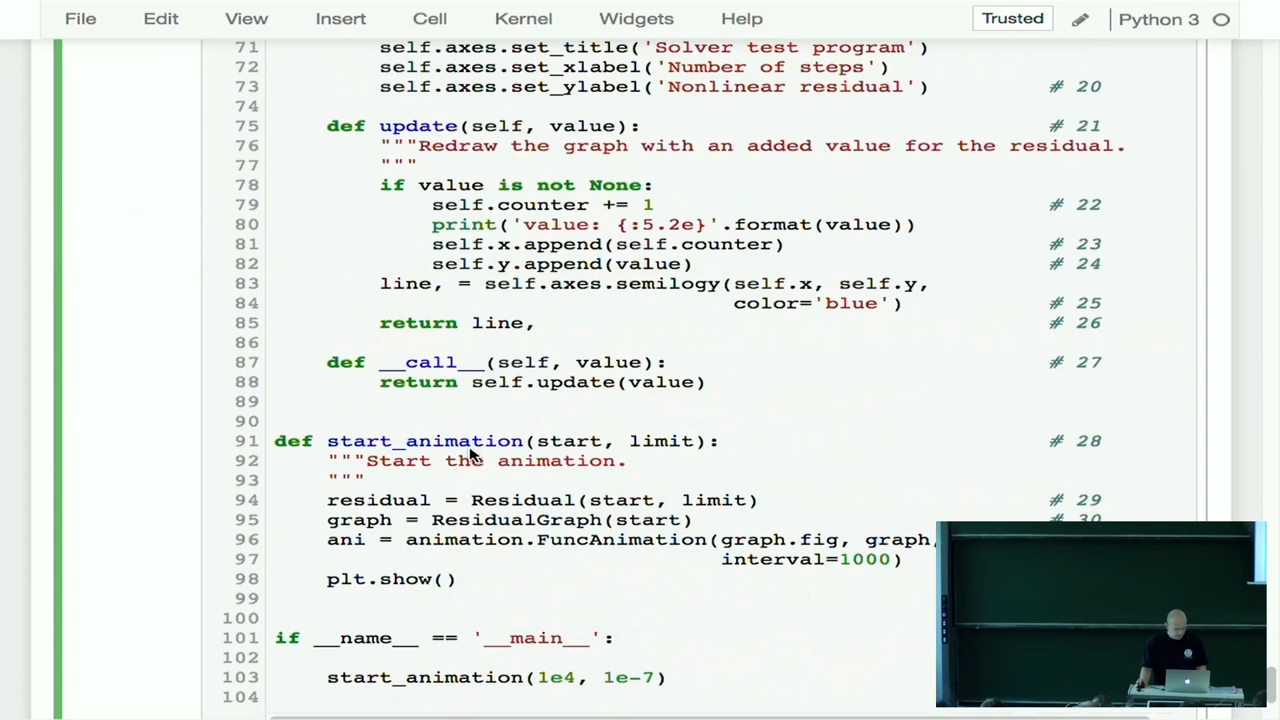 File Edit View Insert Cell Kernel Widgets Help Trusted Python 3
71 self.axes.set_title('Solver test program')
72 self.axes.set_xlabel('Number of steps')
73 self.axes.set_ylabel('Nonlinear residual') # 20
74
75 def update(self, value): # 21
76 """Redraw the graph with an added value for the residual.
77 """
78 if value is not None:
79 self.counter += 1 # 22
80 print('value: {:5.2e}'.format(value))
81 self.x.append(self.counter) # 23
82 self.y.append(value) # 24
83 line, = self.axes.semilogy(self.x, self.y,
84 color='blue') # 25
85 return line, # 26
86
87 def __call__(self, value): # 27
88 return self.update(value)
89
90
91 def start_animation(start, limit): # 28
92 """Start the animation.
93 """
94 residual = Residual(start, limit) # 29
95 graph = ResidualGraph(start) # 30
96 ani = animation.FuncAnimation(graph.fig, graph,
97 interval=1000)
98 plt.show()
99
100
101 if __name__ == '__main__':
102
103 start_animation(1e4, 1e-7)
104